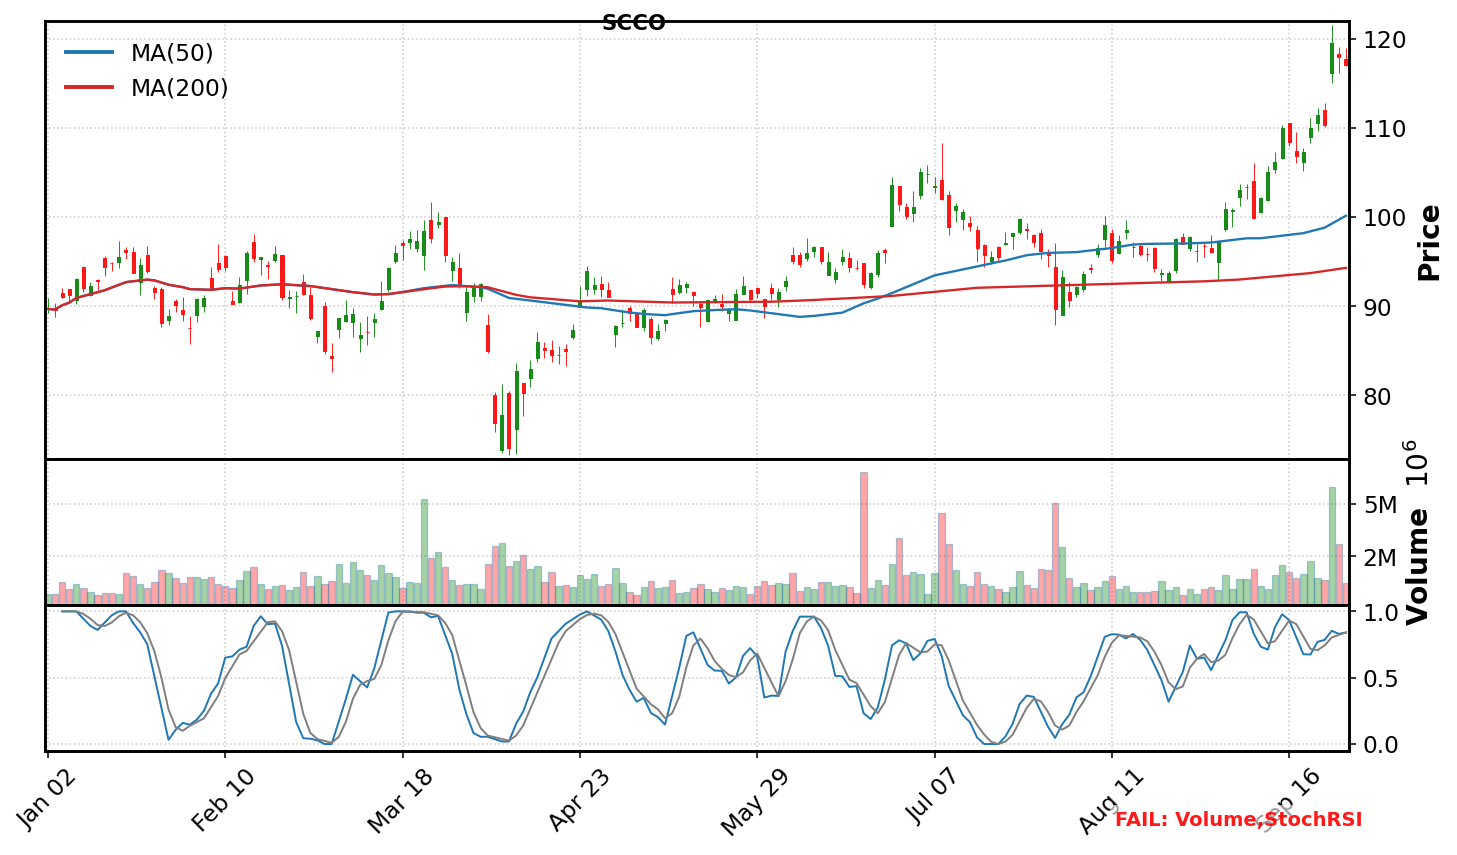 SCCO
MA(50)
MA(200)
120
110
100
90
80
Price
10^6
5M
2M
Volume
1.0
0.5
0.0
Jan 02
Feb 10
Mar 18
Apr 23
May 29
Jul 07
Aug 11
Sep 16
FAIL: Volume,StochRSI